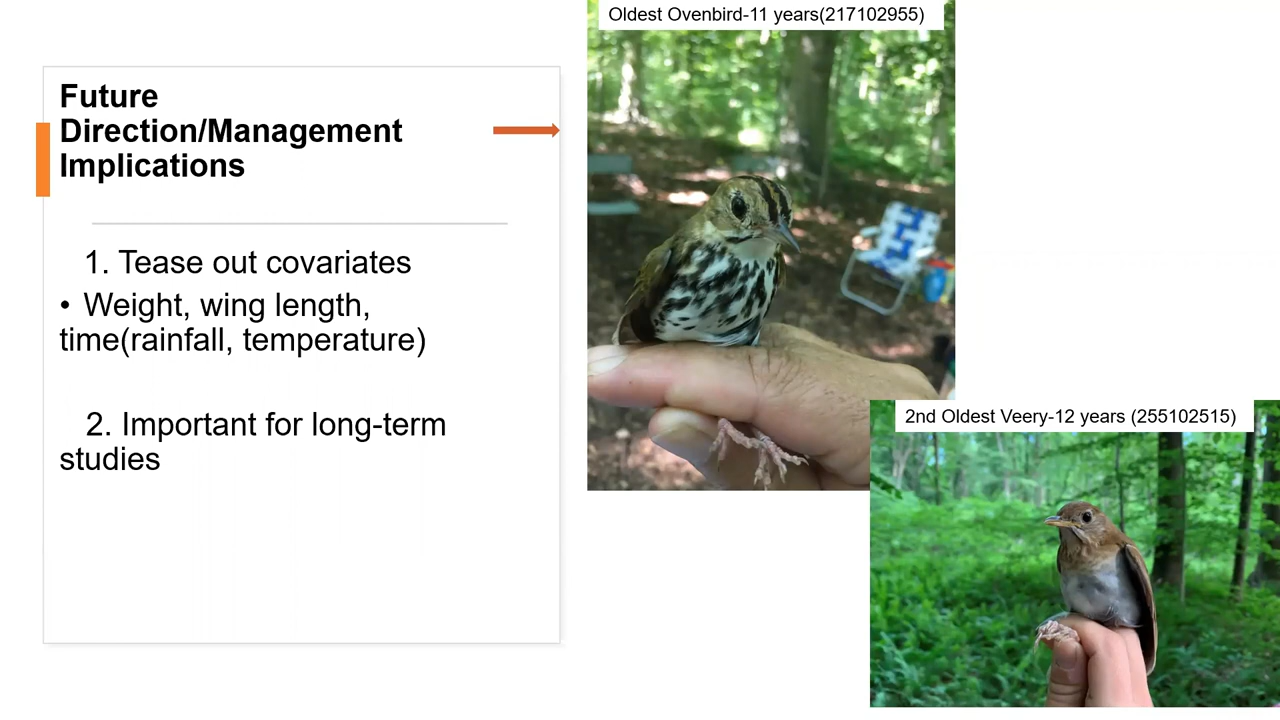 Oldest Ovenbird-11 years(217102955)
Future
Direction/Management
Implications
1. Tease out covariates
• Weight, wing length,
time(rainfall, temperature)
2. Important for long-term
studies
2nd Oldest Veery-12 years (255102515)